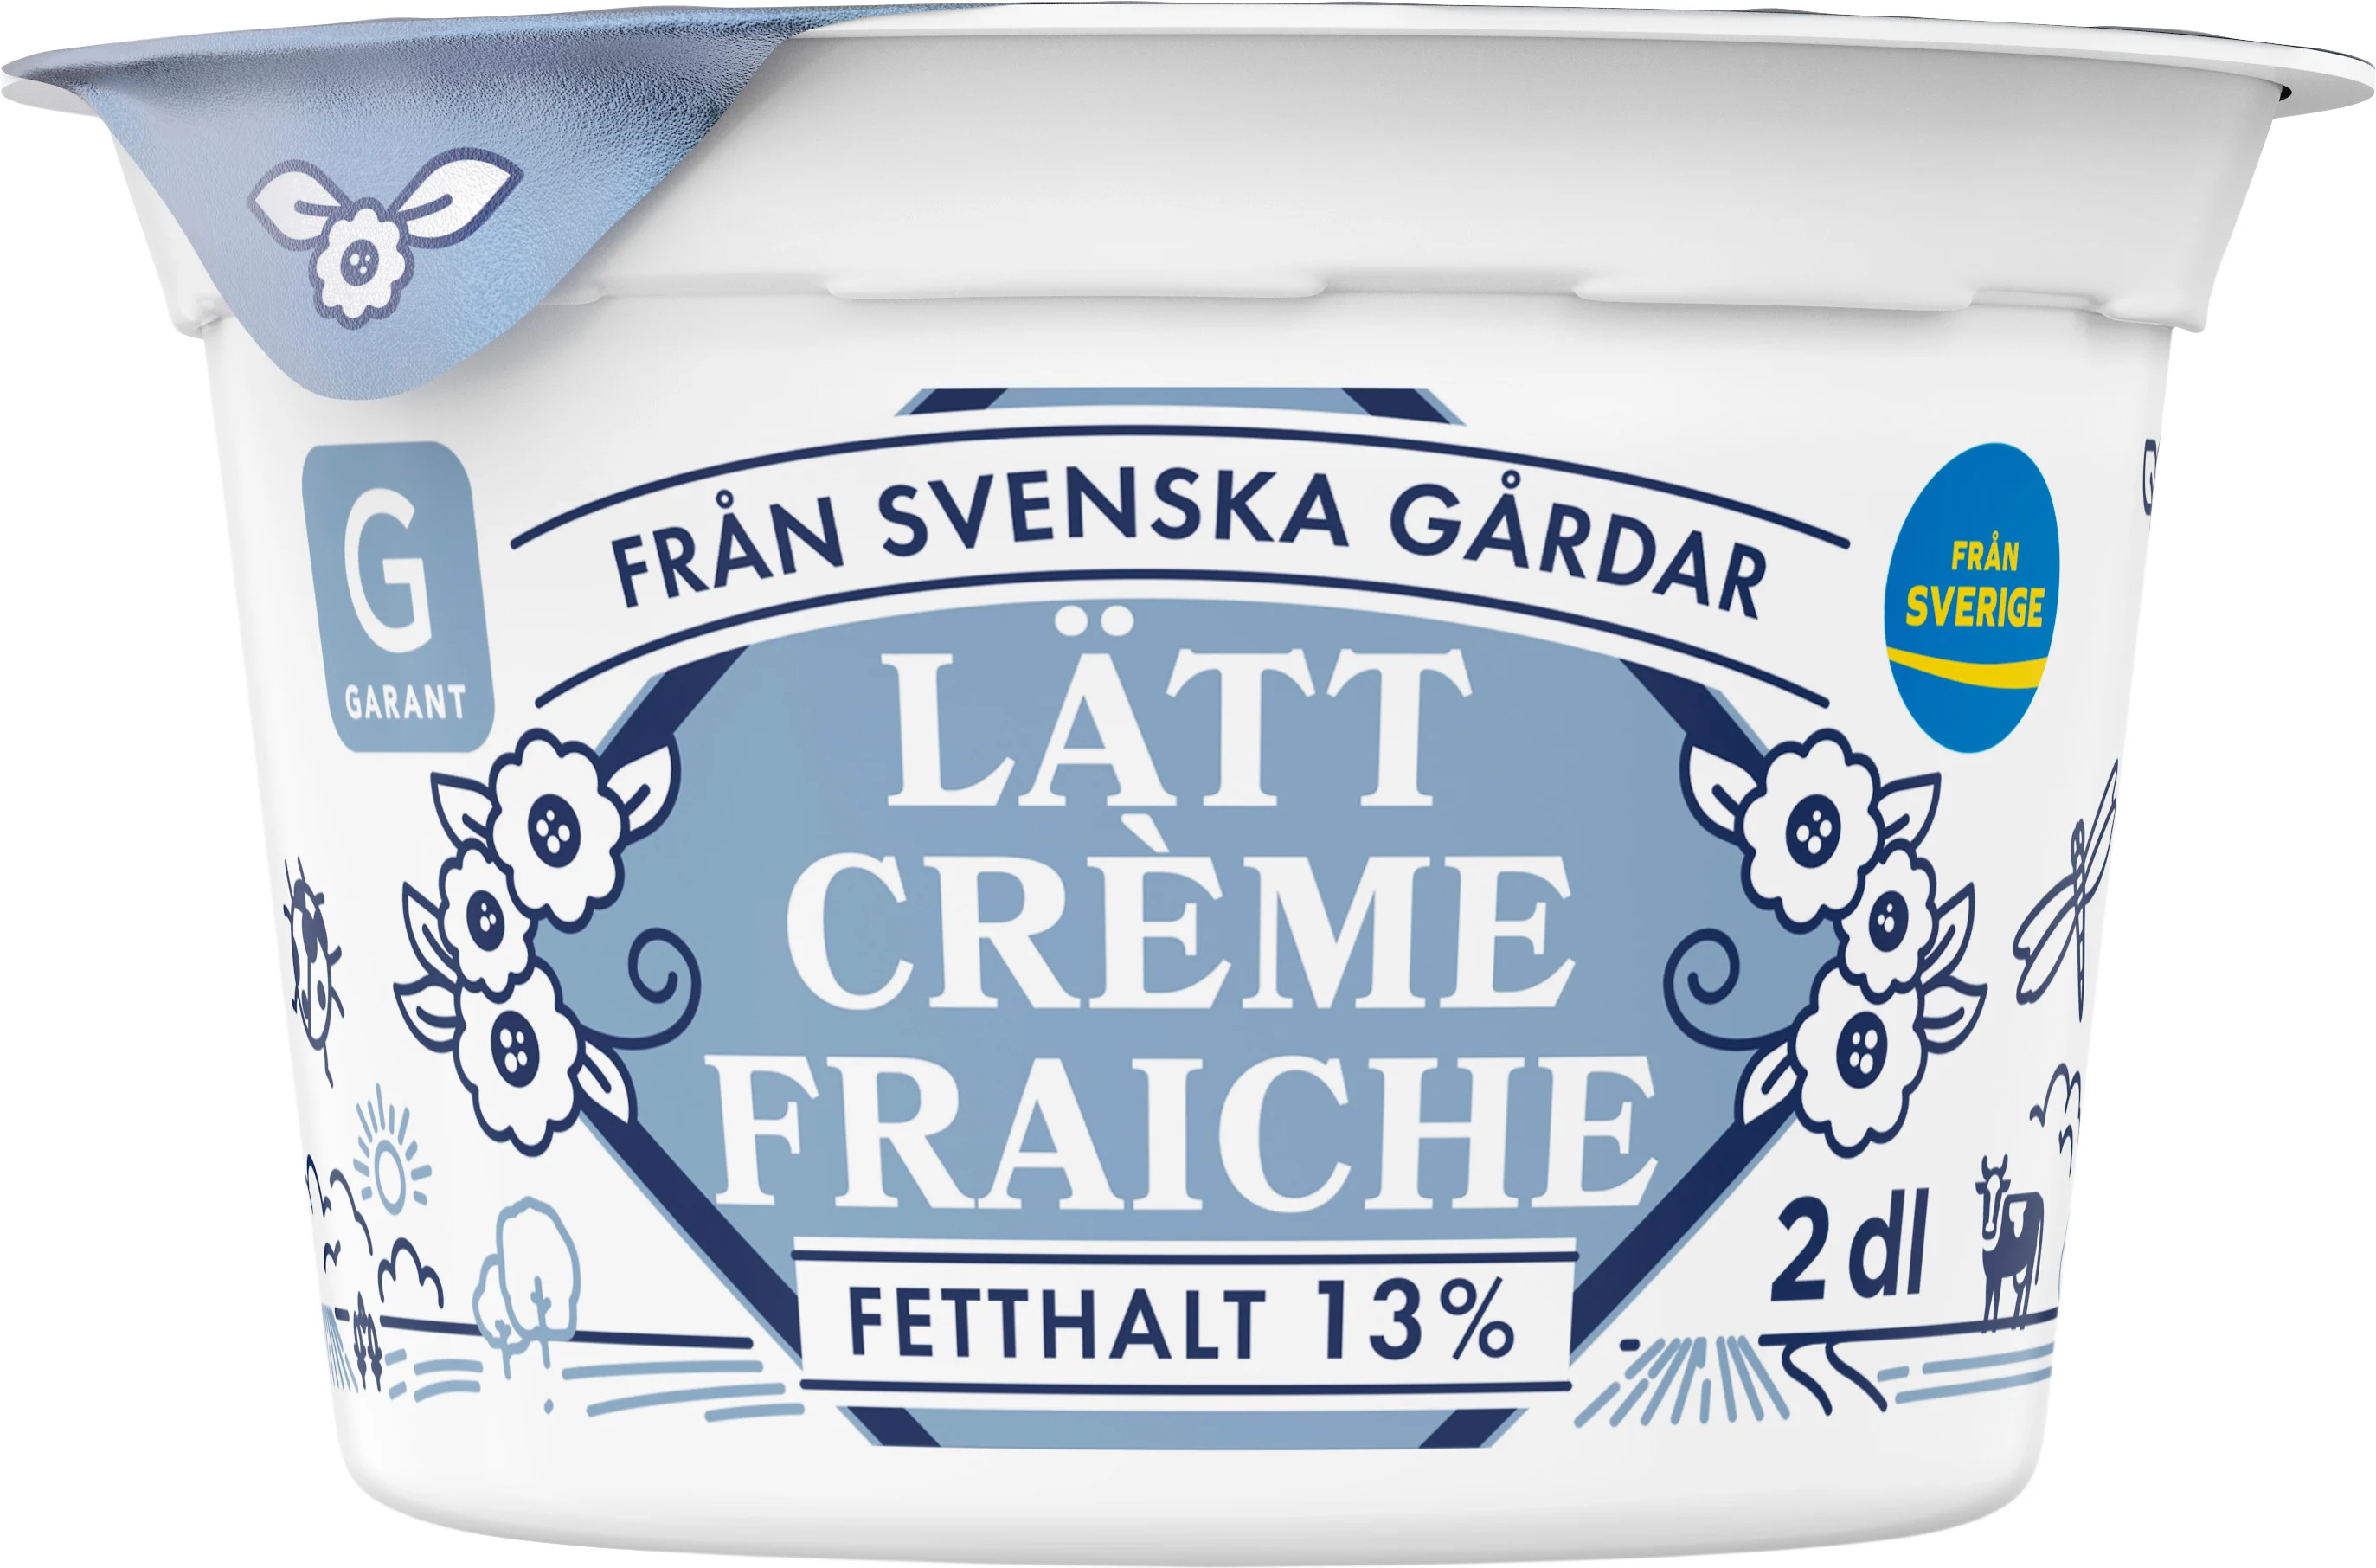 FRÅN SVENSKA GÅRDAR
G
GARANT
FRÅN
SVERIGE
LÄTT
CRÈME
FRAICHE
2 dl
FETTHALT 13%